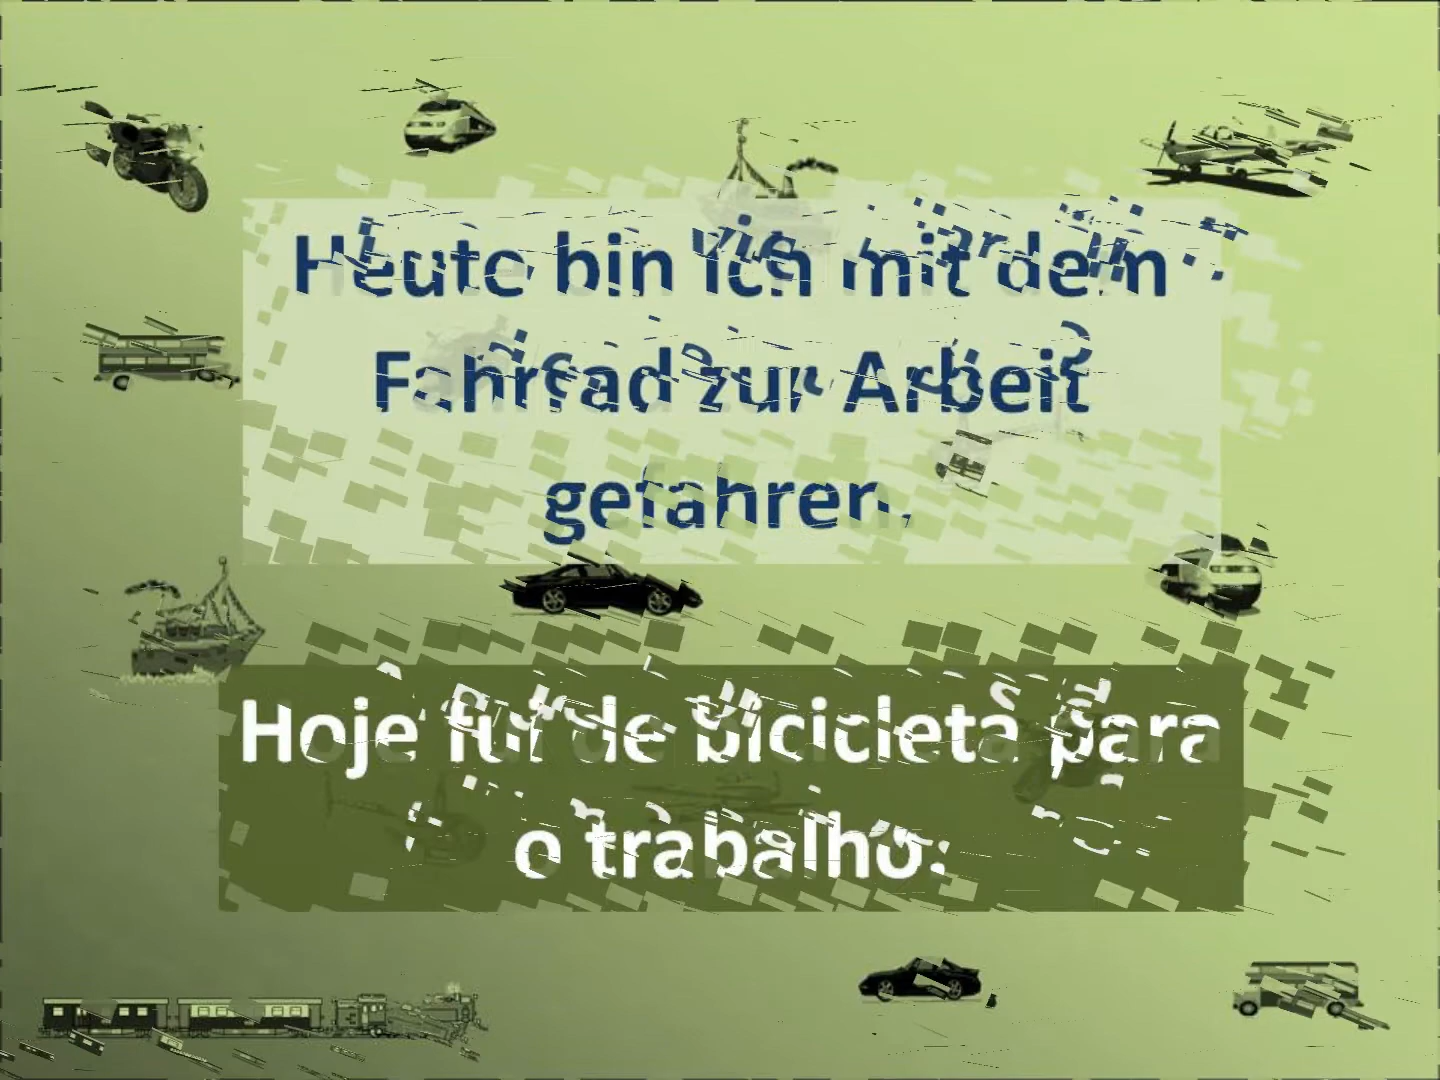 Heute bin ich mit dem
Fahrrad zur Arbeit
gefahren.
Hoje fui de bicicleta para
o trabalho.